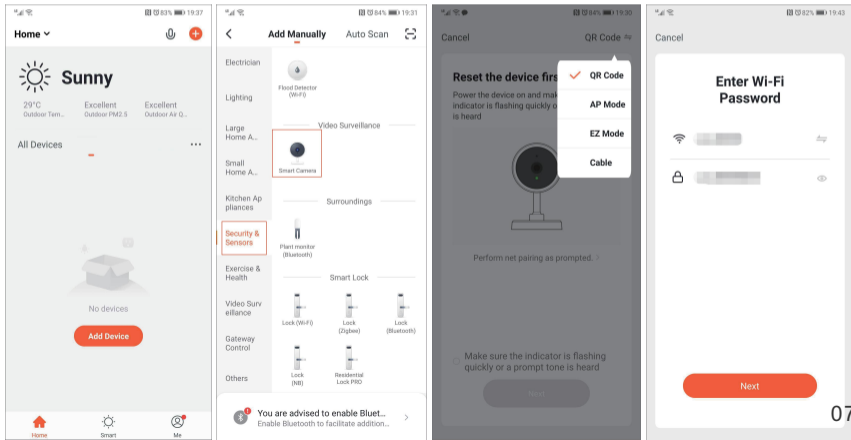 83% 19:37
Home
Sunny
29°C
Outdoor Tem...
Excellent
Outdoor PM2.5
Excellent
Outdoor Air Q...
All Devices
No devices
Add Device
Home
Smart
Me
84% 19:31
Add Manually
Auto Scan
Electrician
Lighting
Large
Home A...
Small
Home A...
Kitchen Ap
pliances
Security &
Sensors
Exercise &
Health
Video Surv
eillance
Gateway
Control
Others
Flood Detector
(Wi-Fi)
Video Surveillance
Smart Camera
Surroundings
Plant monitor
(Bluetooth)
Smart Lock
Lock (Wi-Fi)
Lock
(Zigbee)
Lock
(Bluetooth)
Lock
(NB)
Residential
Lock PRO
You are advised to enable Bluet...
Enable Bluetooth to facilitate addition...
84% 19:30
Cancel
QR Code
Reset the device firs
Power the device on and mak
indicator is flashing quickly o
is heard
QR Code
AP Mode
EZ Mode
Cable
Perform net pairing as prompted.
Make sure the indicator is flashing
quickly or a prompt tone is heard
Next
82% 19:43
Cancel
Enter Wi-Fi
Password
Next
07